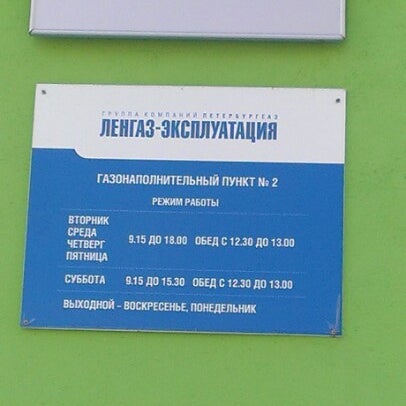 ГРУППА КОМПАНИЙ ПЕТЕРБУРГГАЗ
ЛЕНГАЗ-ЭКСПЛУАТАЦИЯ
ГАЗОНАПОЛНИТЕЛЬНЫЙ ПУНКТ № 2
РЕЖИМ РАБОТЫ
ВТОРНИК
СРЕДА
ЧЕТВЕРГ
ПЯТНИЦА
9.15 ДО 18.00 ОБЕД С 12.30 ДО 13.00
СУББОТА 9.15 ДО 15.30 ОБЕД С 12.30 ДО 13.00
ВЫХОДНОЙ – ВОСКРЕСЕНЬЕ, ПОНЕДЕЛЬНИК